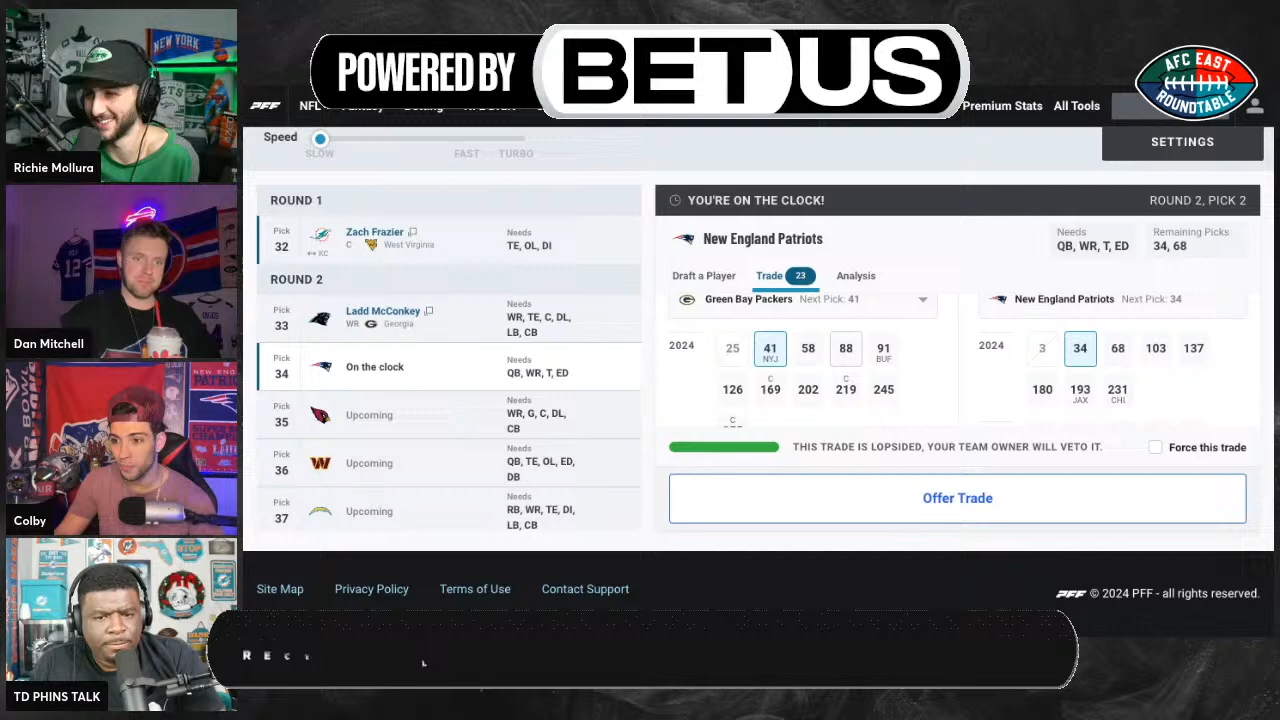 POWERED BY BETUS
AFC EAST
ROUNDTABLE
NEW YORK
Richie Mollura
12
Dan Mitchell
Colby
TD PHINS TALK
PFF NFL
Premium Stats All Tools
Speed
SLOW FAST TURBO
SETTINGS
ROUND 1
Pick
32
Zach Frazier
C West Virginia
↔ KC
Needs
TE, OL, DI
ROUND 2
Pick
33
Ladd McConkey
WR Georgia
Needs
WR, TE, C, DL,
LB, CB
Pick
34
On the clock
Needs
QB, WR, T, ED
Pick
35
Upcoming
Needs
WR, G, C, DL,
CB
Pick
36
Upcoming
Needs
QB, TE, OL, ED,
DB
Pick
37
Upcoming
Needs
RB, WR, TE, DI,
LB, CB
YOU'RE ON THE CLOCK!
ROUND 2, PICK 2
New England Patriots
Needs
QB, WR, T, ED
Remaining Picks
34, 68
Draft a Player Trade 23 Analysis
Green Bay Packers Next Pick: 41
2024 25 41 58 88 91
NYJ BUF
C C
126 169 202 219 245
C
New England Patriots Next Pick: 34
2024 3 34 68 103 137
180 193 231
JAX CHI
THIS TRADE IS LOPSIDED, YOUR TEAM OWNER WILL VETO IT.
Force this trade
Offer Trade
Site Map Privacy Policy Terms of Use Contact Support
PFF © 2024 PFF - all rights reserved.